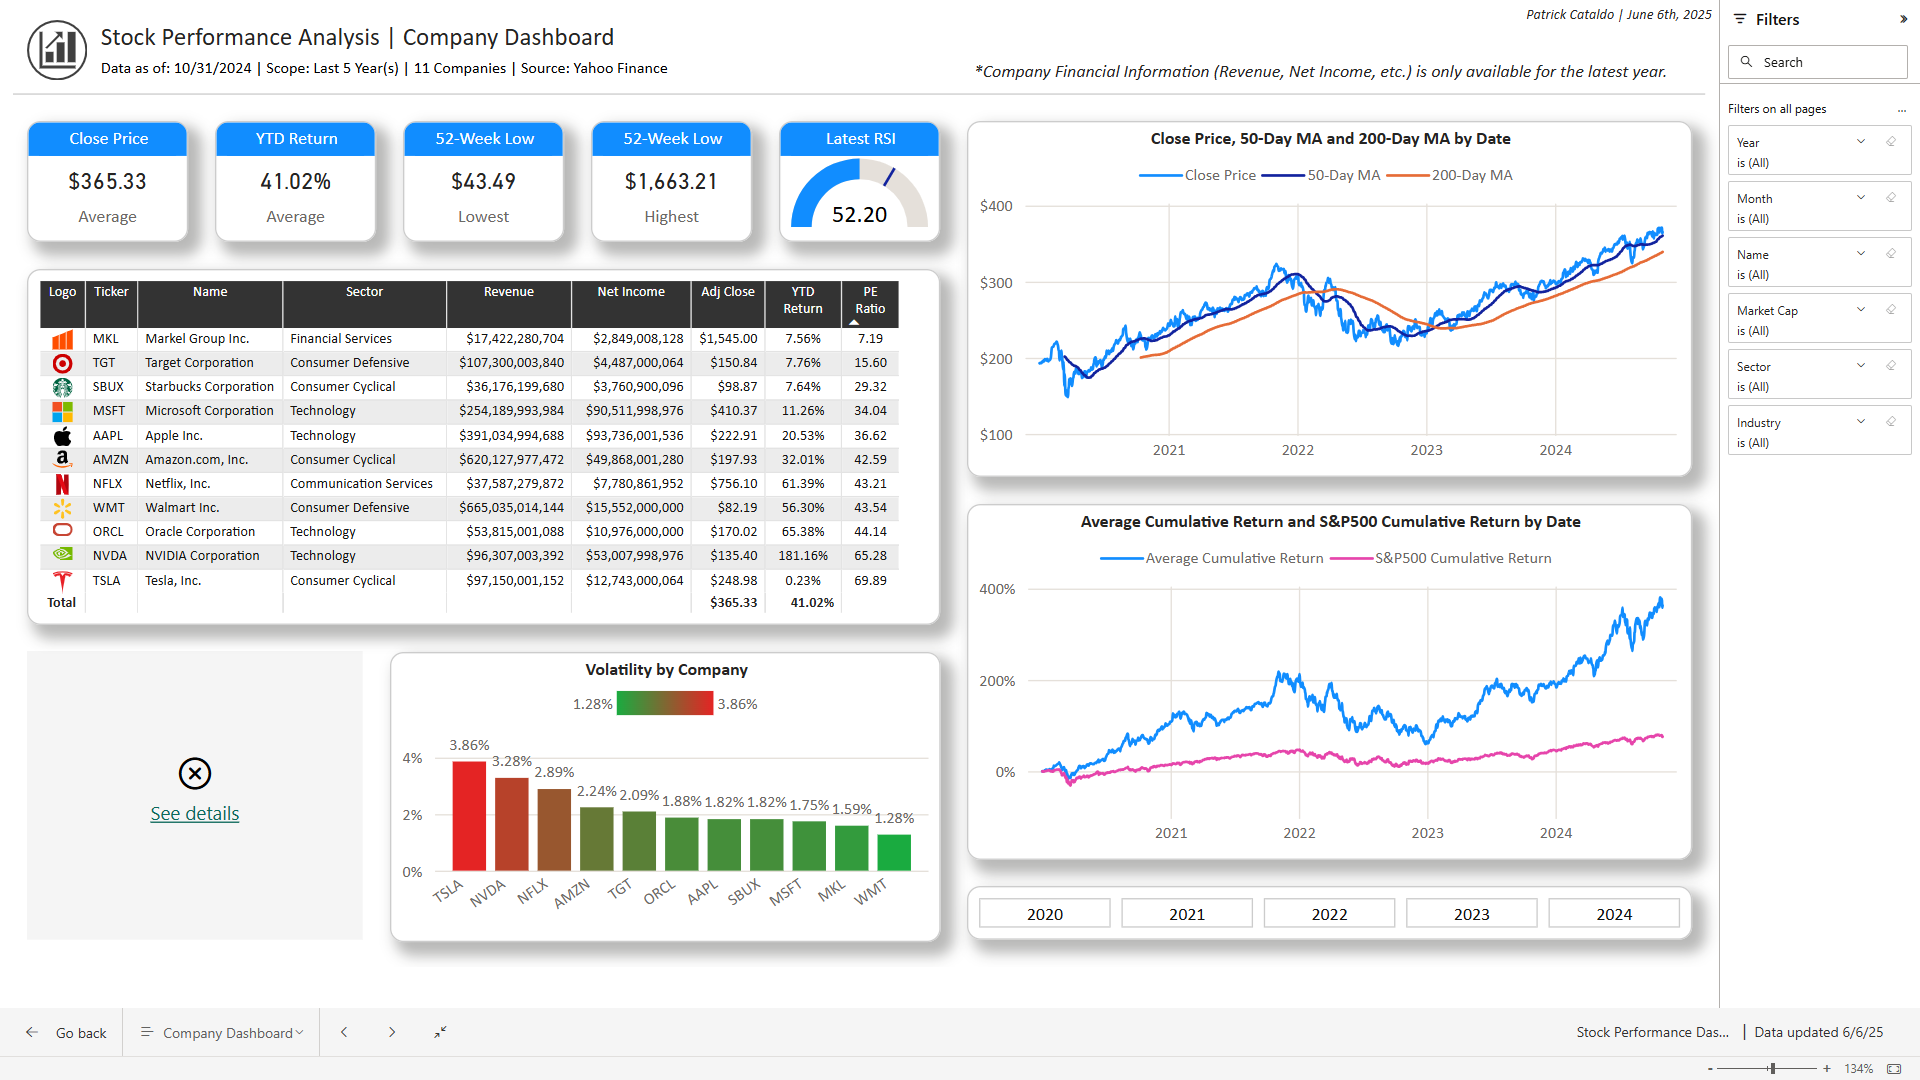 Patrick Cataldo | June 6th, 2025
Stock Performance Analysis | Company Dashboard
Data as of: 10/31/2024 | Scope: Last 5 Year(s) | 11 Companies | Source: Yahoo Finance
*Company Financial Information (Revenue, Net Income, etc.) is only available for the latest year.
Close Price
$365.33
Average
YTD Return
41.02%
Average
52-Week Low
$43.49
Lowest
52-Week Low
$1,663.21
Highest
Latest RSI
52.20
Logo Ticker Name Sector Revenue Net Income Adj Close YTD Return PE Ratio
MKL Markel Group Inc. Financial Services $17,422,280,704 $2,849,008,128 $1,545.00 7.56% 7.19
TGT Target Corporation Consumer Defensive $107,300,003,840 $4,487,000,064 $150.84 7.76% 15.60
SBUX Starbucks Corporation Consumer Cyclical $36,176,199,680 $3,760,900,096 $98.87 7.64% 29.32
MSFT Microsoft Corporation Technology $254,189,993,984 $90,511,998,976 $410.37 11.26% 34.04
AAPL Apple Inc. Technology $391,034,994,688 $93,736,001,536 $222.91 20.53% 36.62
AMZN Amazon.com, Inc. Consumer Cyclical $620,127,977,472 $49,868,001,280 $197.93 32.01% 42.59
NFLX Netflix, Inc. Communication Services $37,587,279,872 $7,780,861,952 $756.10 61.39% 43.21
WMT Walmart Inc. Consumer Defensive $665,035,014,144 $15,552,000,000 $82.19 56.30% 43.54
ORCL Oracle Corporation Technology $53,815,001,088 $10,976,000,000 $170.02 65.38% 44.14
NVDA NVIDIA Corporation Technology $96,307,003,392 $53,007,998,976 $135.40 181.16% 65.28
TSLA Tesla, Inc. Consumer Cyclical $97,150,001,152 $12,743,000,064 $248.98 0.23% 69.89
Total $365.33 41.02%
See details
Volatility by Company
1.28% 3.86%
4%
2%
0%
3.86% 3.28% 2.89% 2.24% 2.09% 1.88% 1.82% 1.82% 1.75% 1.59% 1.28%
TSLA NVDA NFLX AMZN TGT ORCL AAPL SBUX MSFT MKL WMT
Close Price, 50-Day MA and 200-Day MA by Date
Close Price 50-Day MA 200-Day MA
$400
$300
$200
$100
2021 2022 2023 2024
Average Cumulative Return and S&P500 Cumulative Return by Date
Average Cumulative Return S&P500 Cumulative Return
400%
200%
0%
2021 2022 2023 2024
2020 2021 2022 2023 2024
Filters
Search
Filters on all pages ...
Year
is (All)
Month
is (All)
Name
is (All)
Market Cap
is (All)
Sector
is (All)
Industry
is (All)
Go back Company Dashboard
Stock Performance Das... | Data updated 6/6/25
- + 134%